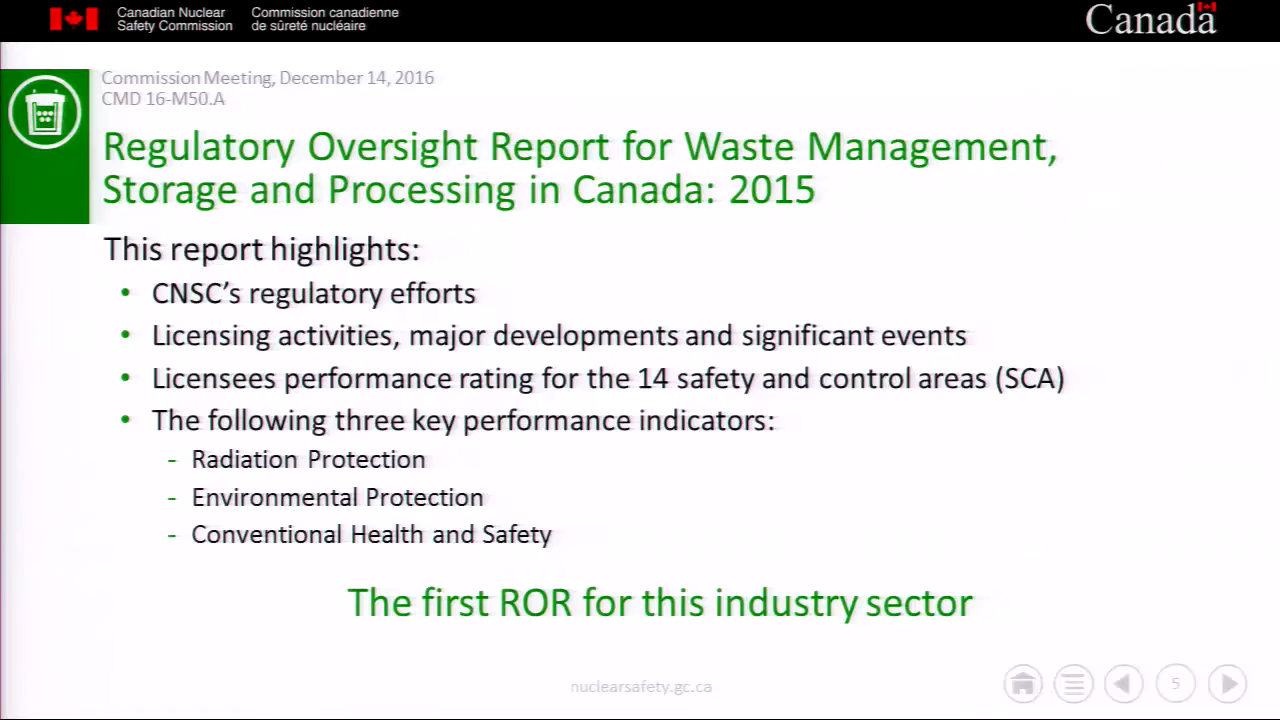 Canadian Nuclear Safety Commission
Commission canadienne de sûreté nucléaire
Canada
Commission Meeting, December 14, 2016
CMD 16-M50.A
Regulatory Oversight Report for Waste Management,
Storage and Processing in Canada: 2015
This report highlights:
• CNSC's regulatory efforts
• Licensing activities, major developments and significant events
• Licensees performance rating for the 14 safety and control areas (SCA)
• The following three key performance indicators:
- Radiation Protection
- Environmental Protection
- Conventional Health and Safety
The first ROR for this industry sector
nuclearsafety.gc.ca
5